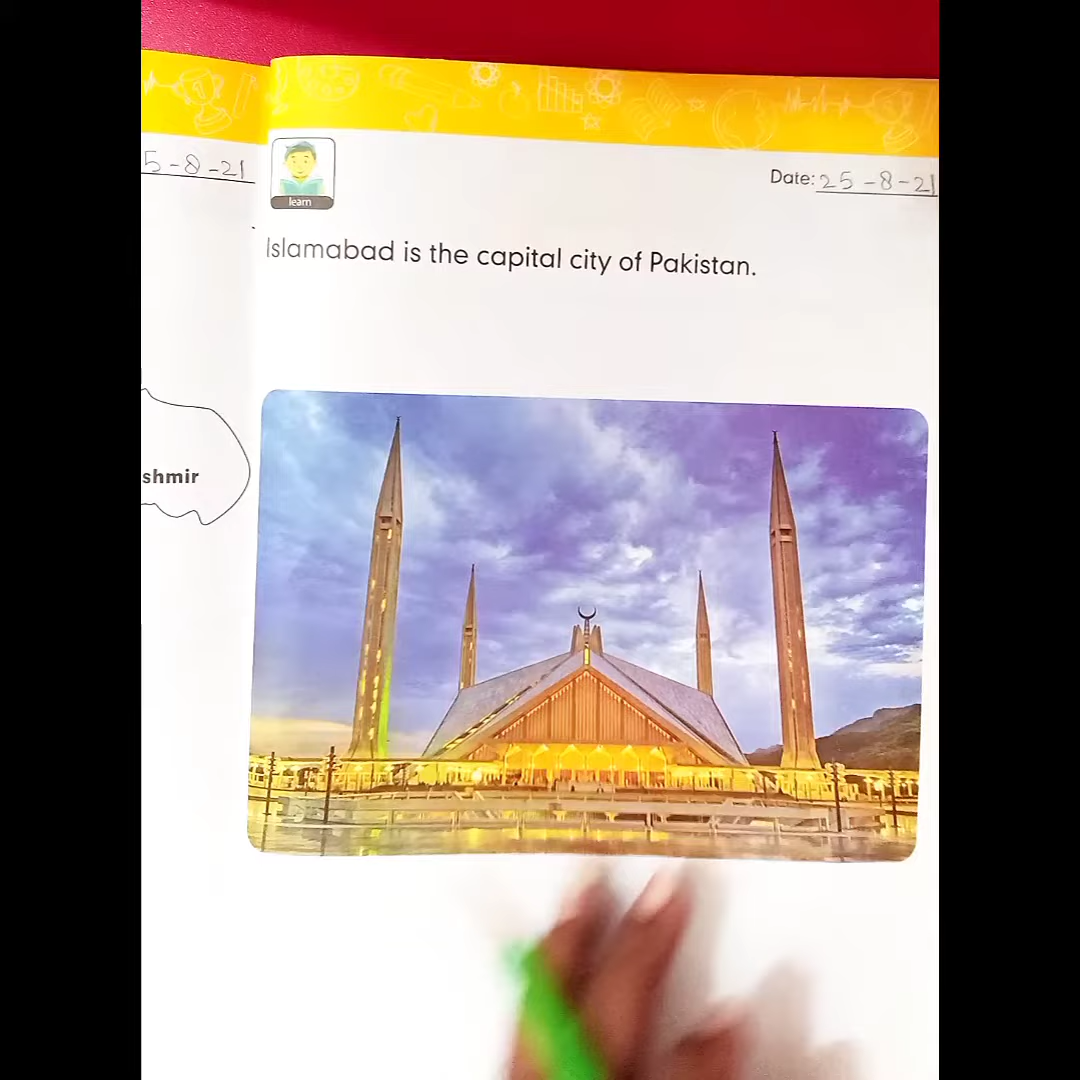 5-8-21
learn
Date: 25-8-21
Islamabad is the capital city of Pakistan.
shmir